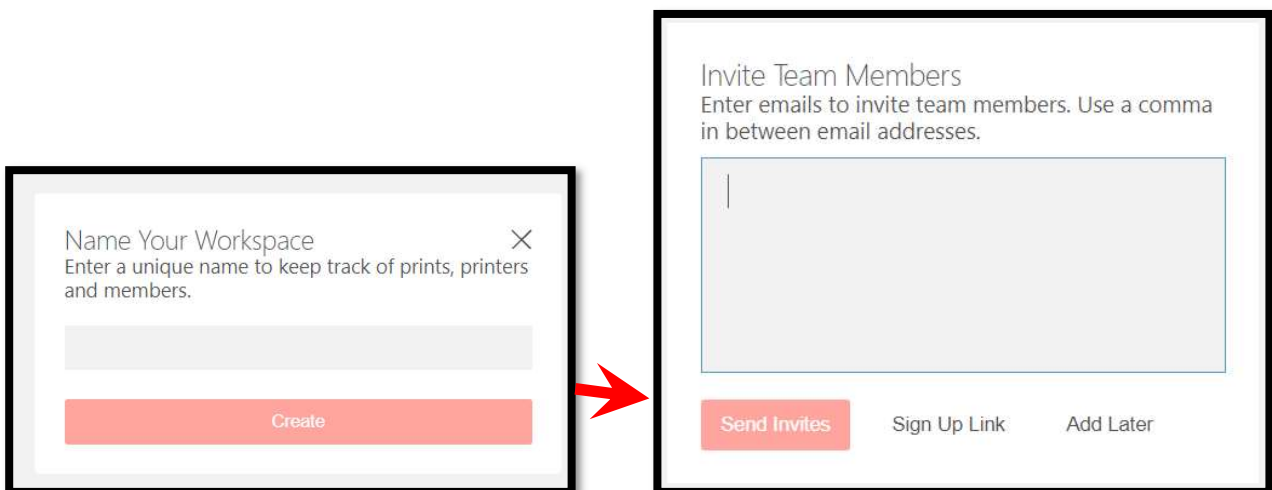 Name Your Workspace
Enter a unique name to keep track of prints, printers
and members.
Create
Invite Team Members
Enter emails to invite team members. Use a comma
in between email addresses.
Send Invites Sign Up Link Add Later